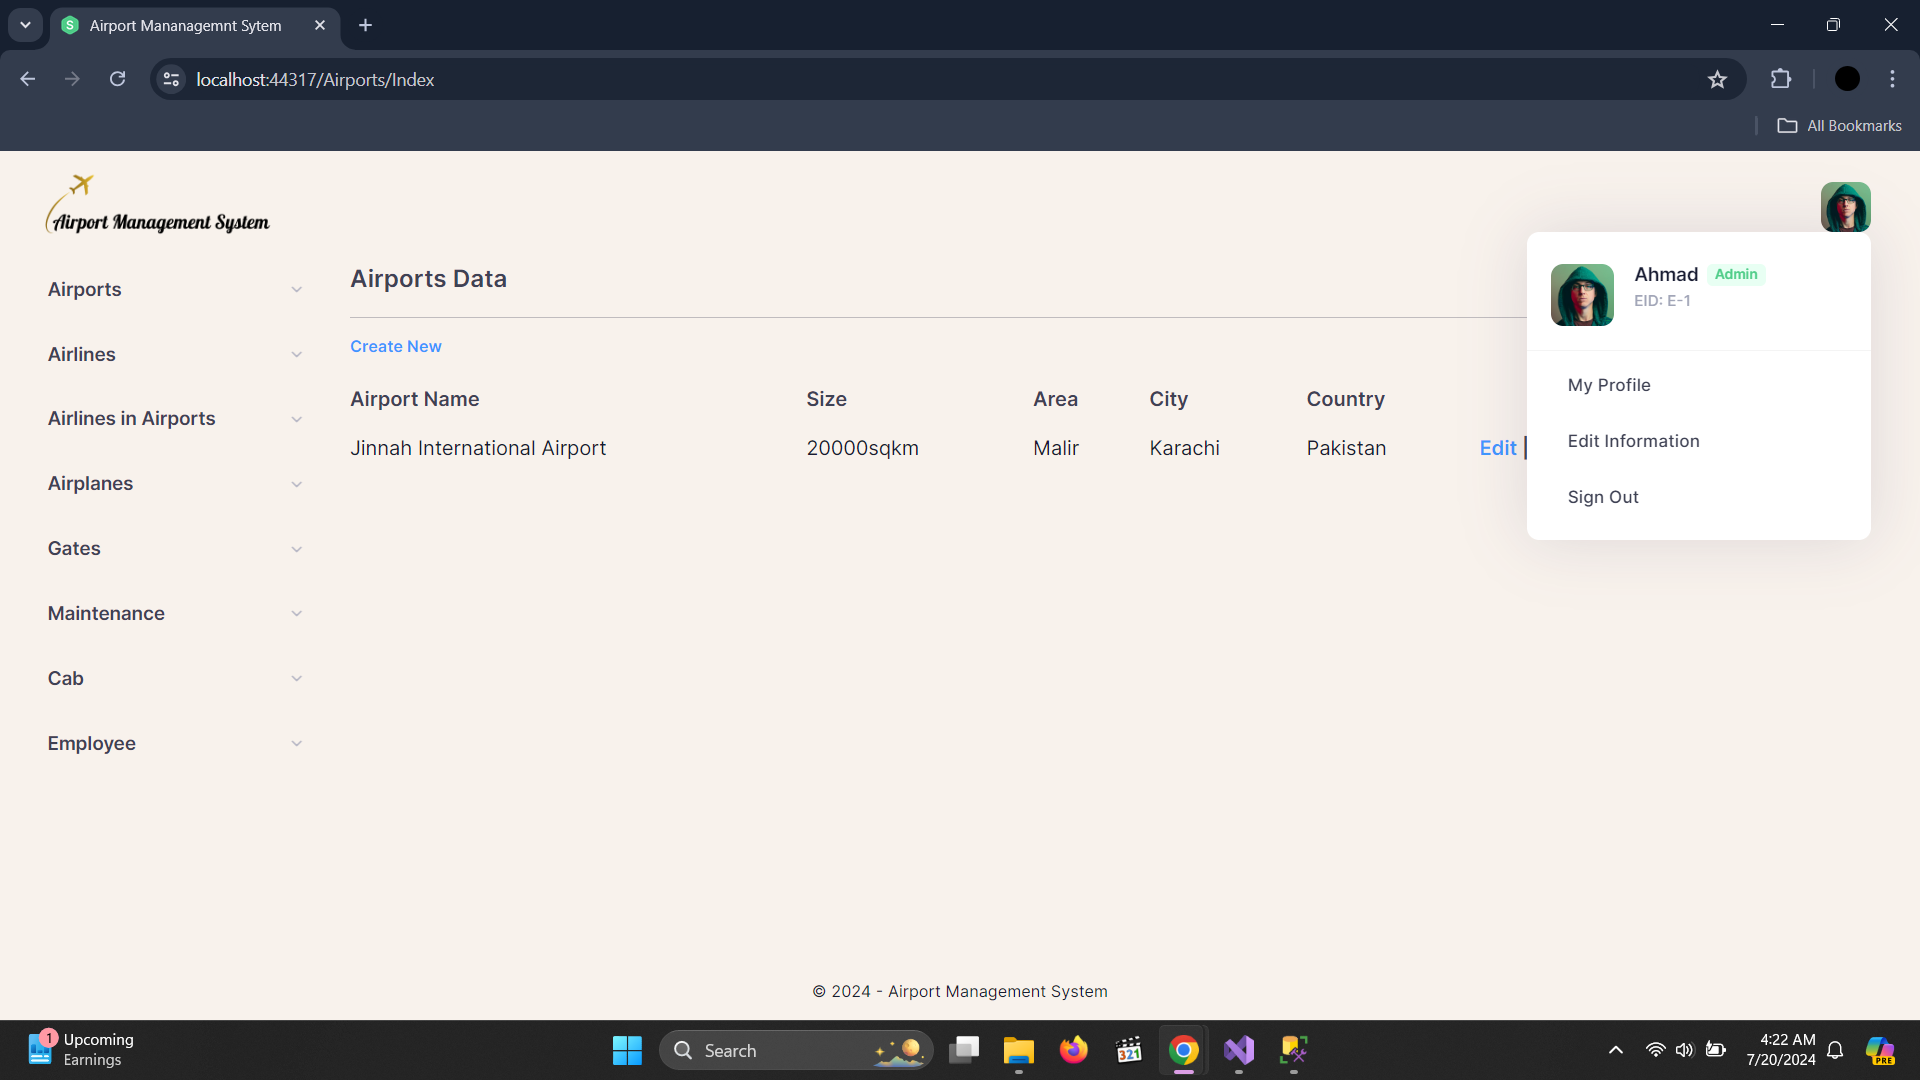 Airport Mananagemnt Sytem
localhost:44317/Airports/Index
All Bookmarks
Airport Management System
Airports
Airlines
Airlines in Airports
Airplanes
Gates
Maintenance
Cab
Employee
Airports Data
Create New
Airport Name Size Area City Country
Jinnah International Airport 20000sqkm Malir Karachi Pakistan Edit |
Ahmad Admin
EID: E-1
My Profile
Edit Information
Sign Out
© 2024 - Airport Management System
1
Upcoming
Earnings
Search
321
4:22 AM
7/20/2024
PRE